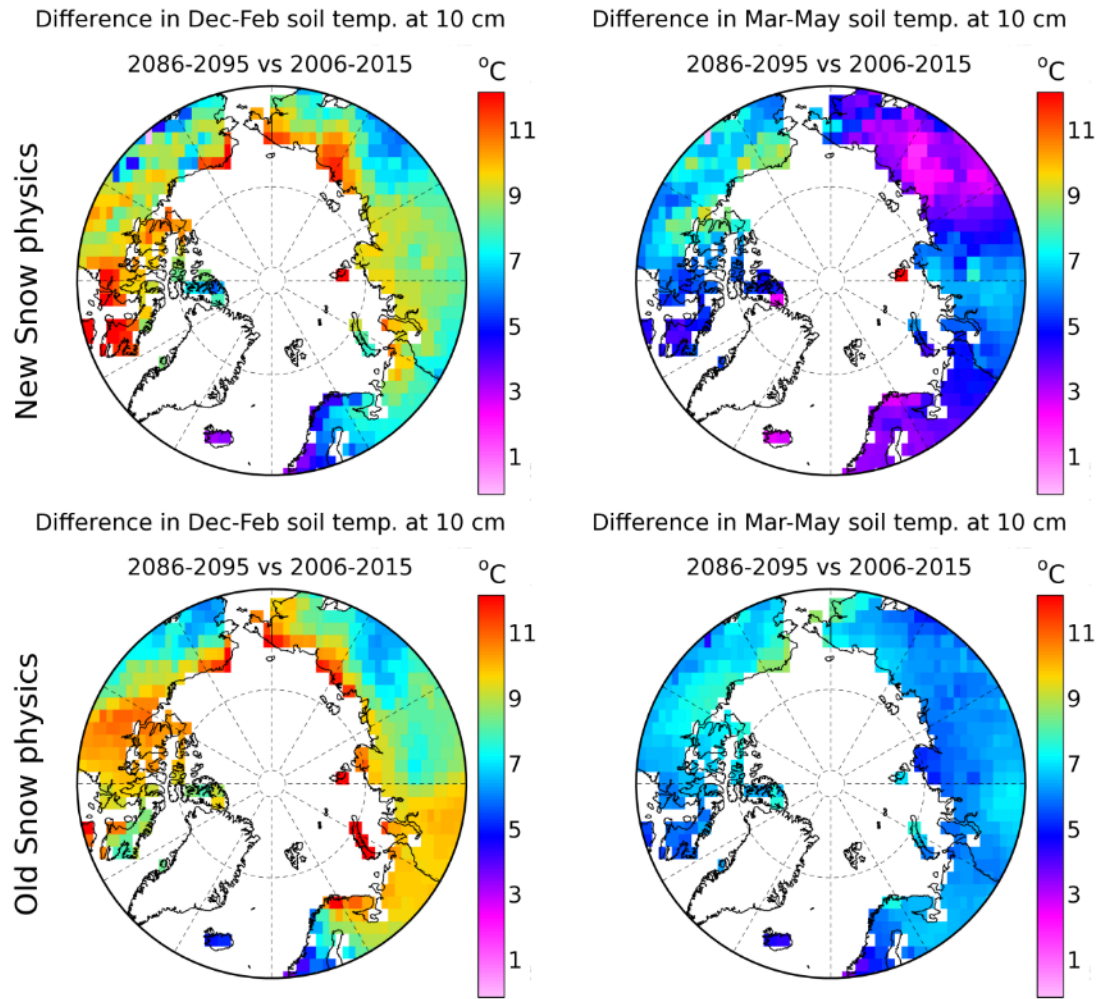 Difference in Dec-Feb soil temp. at 10 cm
2086-2095 vs 2006-2015
°C
11
9
7
5
3
1
New Snow physics
Difference in Mar-May soil temp. at 10 cm
2086-2095 vs 2006-2015
°C
11
9
7
5
3
1
Difference in Dec-Feb soil temp. at 10 cm
2086-2095 vs 2006-2015
°C
11
9
7
5
3
1
Old Snow physics
Difference in Mar-May soil temp. at 10 cm
2086-2095 vs 2006-2015
°C
11
9
7
5
3
1